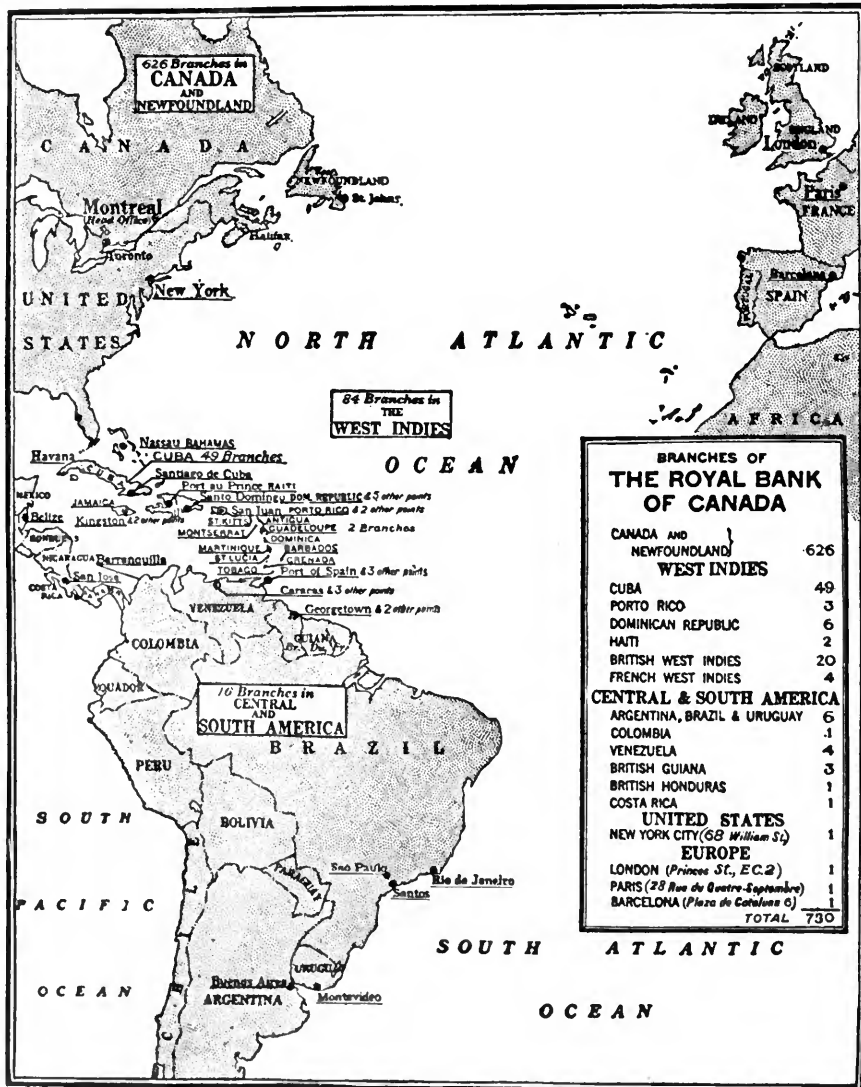 626 Branches in
CANADA
AND
NEWFOUNDLAND
CANADA
NEWFOUNDLAND
St. Johns
Montreal
(Head Office)
Halifax
Toronto
New York
UNITED
STATES
SCOTLAND
IRELAND
ENGLAND
London
Paris
FRANCE
Barcelona
SPAIN
PORTUGAL
NORTH ATLANTIC
OCEAN
AFRICA
84 Branches in
THE
WEST INDIES
Nassau BAHAMAS
Havana
CUBA 49 Branches
CUBA
Santiago de Cuba
Port au Prince HAITI
Santo Domingo DOM. REPUBLIC & 5 other points
MEXICO
JAMAICA
San Juan PORTO RICO & 2 other points
Belize
Kingston & 2 other points
ST. KITTS
ANTIGUA
MONTSERRAT
GUADELOUPE 2 Branches
DOMINICA
MARTINIQUE
BARBADOS
ST. LUCIA
GRENADA
NICARAGUA
Barranquilla
TOBAGO
Port of Spain & 3 other points
San Jose
COSTA RICA
PANAMA
Caracas & 3 other points
VENEZUELA
Georgetown & 2 other points
COLOMBIA
GUIANA
Br. Du. Fr.
ECUADOR
16 Branches in
CENTRAL
AND
SOUTH AMERICA
BRAZIL
PERU
BOLIVIA
PARAGUAY
CHILE
Sao Paulo
Rio de Janeiro
Santos
URUGUAY
Buenos Aires
ARGENTINA
Montevideo
SOUTH
PACIFIC
OCEAN
SOUTH ATLANTIC
OCEAN
BRANCHES OF
THE ROYAL BANK
OF CANADA
CANADA AND
NEWFOUNDLAND} 626
WEST INDIES
CUBA 49
PORTO RICO 3
DOMINICAN REPUBLIC 6
HAITI 2
BRITISH WEST INDIES 20
FRENCH WEST INDIES 4
CENTRAL & SOUTH AMERICA
ARGENTINA, BRAZIL & URUGUAY 6
COLOMBIA 1
VENEZUELA 4
BRITISH GUIANA 3
BRITISH HONDURAS 1
COSTA RICA 1
UNITED STATES
NEW YORK CITY (68 William St.) 1
EUROPE
LONDON (Princes St., E.C.2) 1
PARIS (28 Rue du Quatre-Septembre) 1
BARCELONA (Plaza de Cataluna 6) 1
TOTAL 730